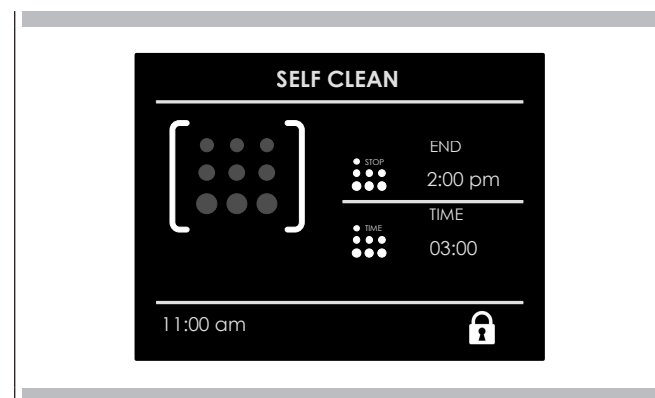 SELF CLEAN
STOP
END
2:00 pm
TIME
TIME
03:00
11:00 am